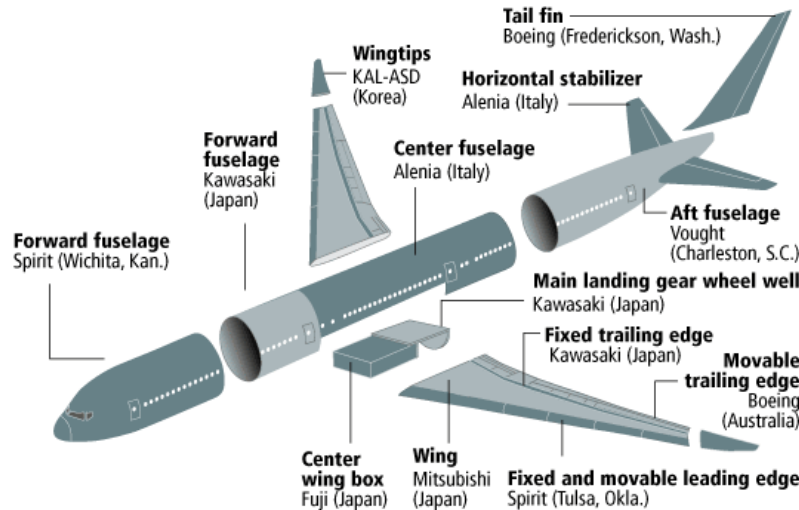 Tail fin
Boeing (Frederickson, Wash.)
Wingtips
KAL-ASD
(Korea)
Horizontal stabilizer
Alenia (Italy)
Forward
fuselage
Kawasaki
(Japan)
Center fuselage
Alenia (Italy)
Aft fuselage
Vought
(Charleston, S.C.)
Forward fuselage
Spirit (Wichita, Kan.)
Main landing gear wheel well
Kawasaki (Japan)
Fixed trailing edge
Kawasaki (Japan)
Movable
trailing edge
Boeing
(Australia)
Center
wing box
Fuji (Japan)
Wing
Mitsubishi
(Japan)
Fixed and movable leading edge
Spirit (Tulsa, Okla.)